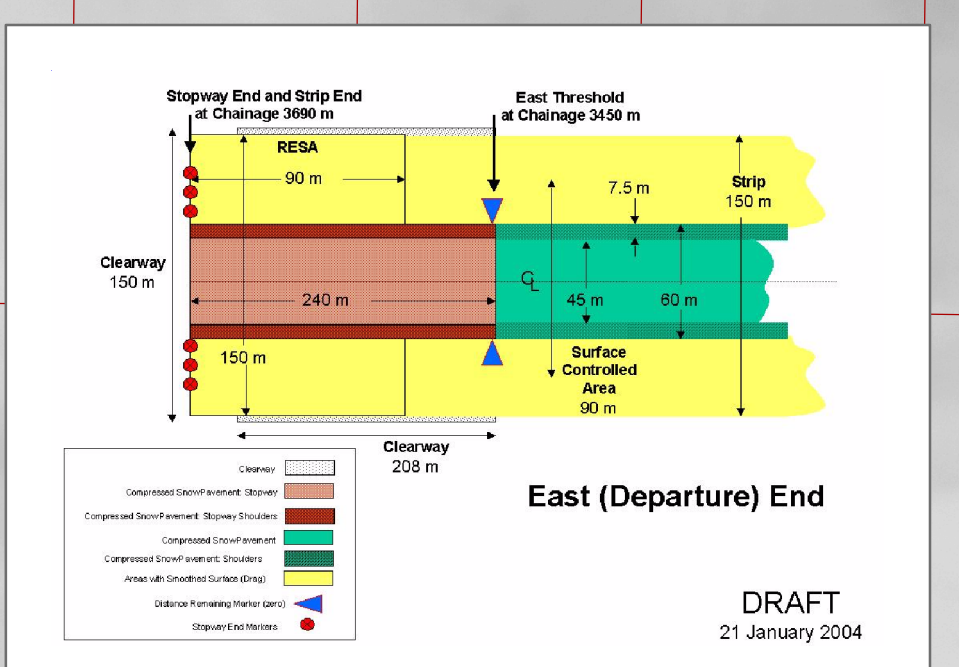 Stopway End and Strip End
at Chainage 3690 m
East Threshold
at Chainage 3450 m
RESA
90 m
7.5 m
Strip
150 m
Clearway
150 m
240 m
CL
45 m
60 m
150 m
Surface
Controlled
Area
90 m
Clearway
208 m
Clearway
Compressed Snow Pavement: Stopway
Compressed Snow Pavement: Stopway Shoulders
Compressed Snow Pavement
Compressed Snow Pavement: Shoulders
Areas with Smoothed Surface (Drag)
Distance Remaining Marker (zero)
Stopway End Markers
East (Departure) End
DRAFT
21 January 2004